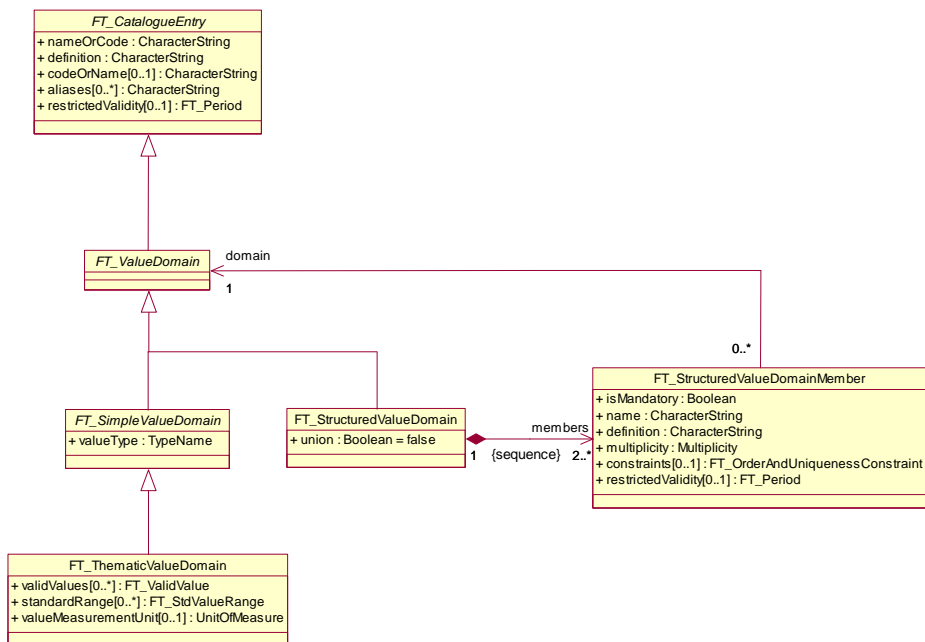 FT_CatalogueEntry
+ nameOrCode : CharacterString
+ definition : CharacterString
+ codeOrName[0..1] : CharacterString
+ aliases[0..*] : CharacterString
+ restrictedValidity[0..1] : FT_Period
FT_ValueDomain
domain
1
0..*
FT_SimpleValueDomain
+ valueType : TypeName
FT_StructuredValueDomain
+ union : Boolean = false
members
1
{sequence}
2..*
FT_StructuredValueDomainMember
+ isMandatory : Boolean
+ name : CharacterString
+ definition : CharacterString
+ multiplicity : Multiplicity
+ constraints[0..1] : FT_OrderAndUniquenessConstraint
+ restrictedValidity[0..1] : FT_Period
FT_ThematicValueDomain
+ validValues[0..*] : FT_ValidValue
+ standardRange[0..*] : FT_StdValueRange
+ valueMeasurementUnit[0..1] : UnitOfMeasure